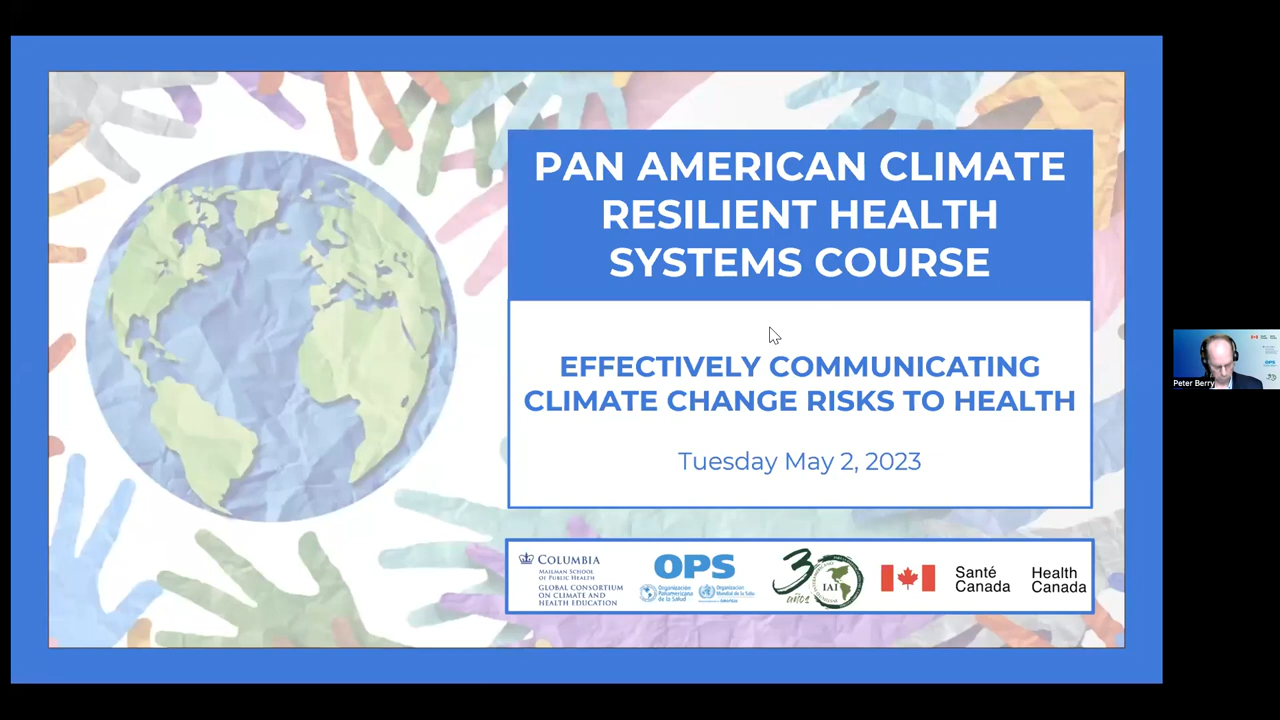 PAN AMERICAN CLIMATE
RESILIENT HEALTH
SYSTEMS COURSE
EFFECTIVELY COMMUNICATING
CLIMATE CHANGE RISKS TO HEALTH
Tuesday May 2, 2023
COLUMBIA
MAILMAN SCHOOL
OF PUBLIC HEALTH
GLOBAL CONSORTIUM
ON CLIMATE AND
HEALTH EDUCATION
OPS
Organización
Panamericana
de la Salud
Organización
Mundial de la Salud
30
años
IAI
Santé
Canada
Health
Canada
OPS
Peter Berry